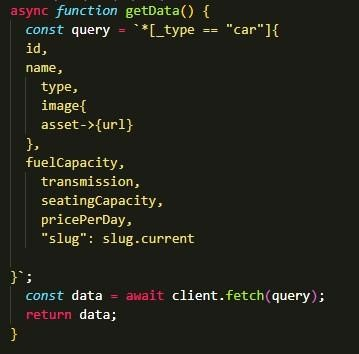 async function getData() {
  const query = `*[_type == "car"]{
  id,
  name,
    type,
    image{
    asset->{url}
  },
  fuelCapacity,
    transmission,
    seatingCapacity,
    pricePerDay,
    "slug": slug.current

}`;
  const data = await client.fetch(query);
  return data;
}